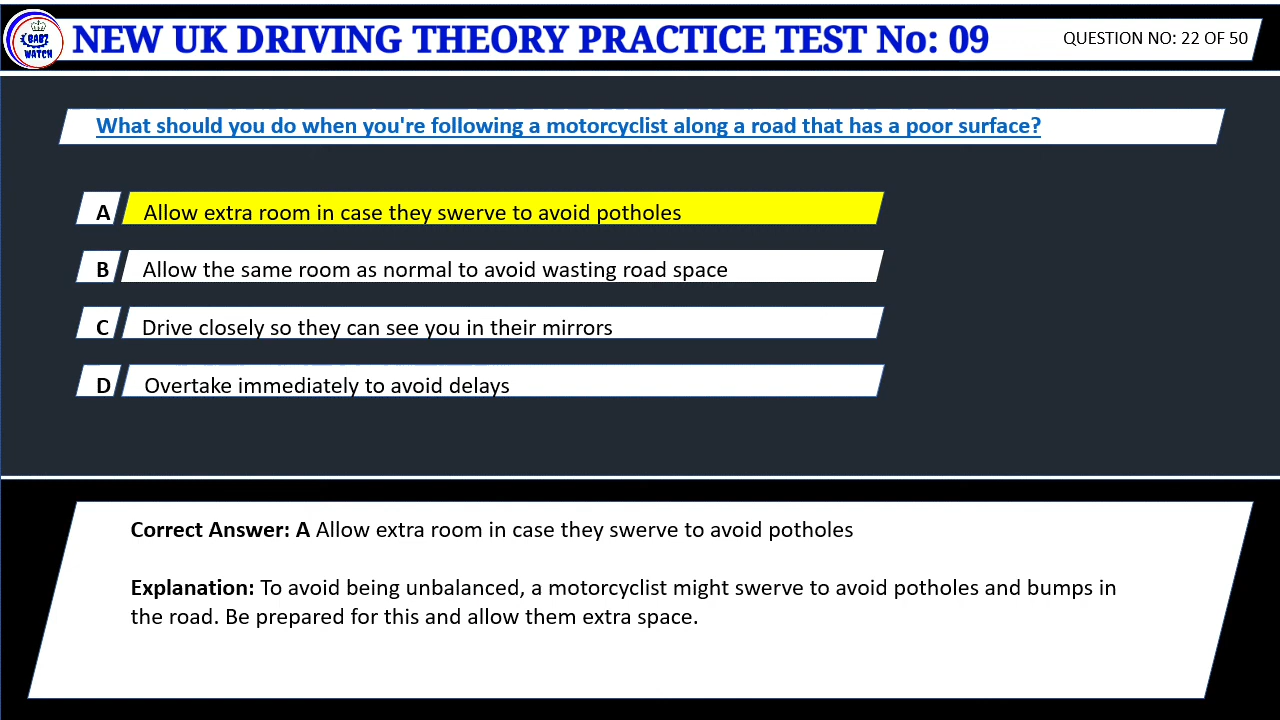 BABZ
WATCH
NEW UK DRIVING THEORY PRACTICE TEST No: 09
QUESTION NO: 22 OF 50
What should you do when you're following a motorcyclist along a road that has a poor surface?
A Allow extra room in case they swerve to avoid potholes
B Allow the same room as normal to avoid wasting road space
C Drive closely so they can see you in their mirrors
D Overtake immediately to avoid delays
Correct Answer: A Allow extra room in case they swerve to avoid potholes
Explanation: To avoid being unbalanced, a motorcyclist might swerve to avoid potholes and bumps in
the road. Be prepared for this and allow them extra space.